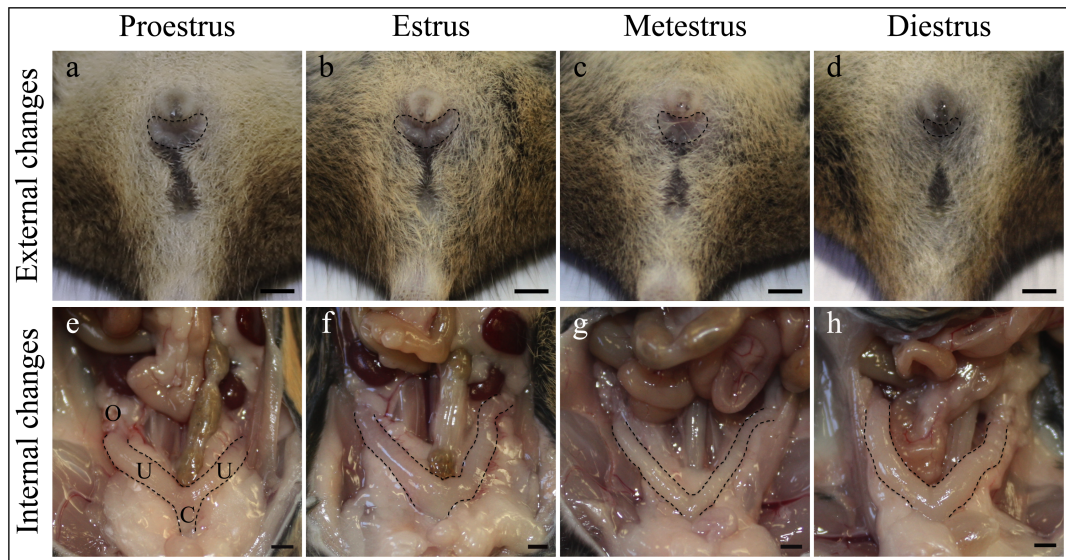 Proestrus Estrus Metestrus Diestrus
External changes
a b c d
Internal changes
e f g h
O
U U
C